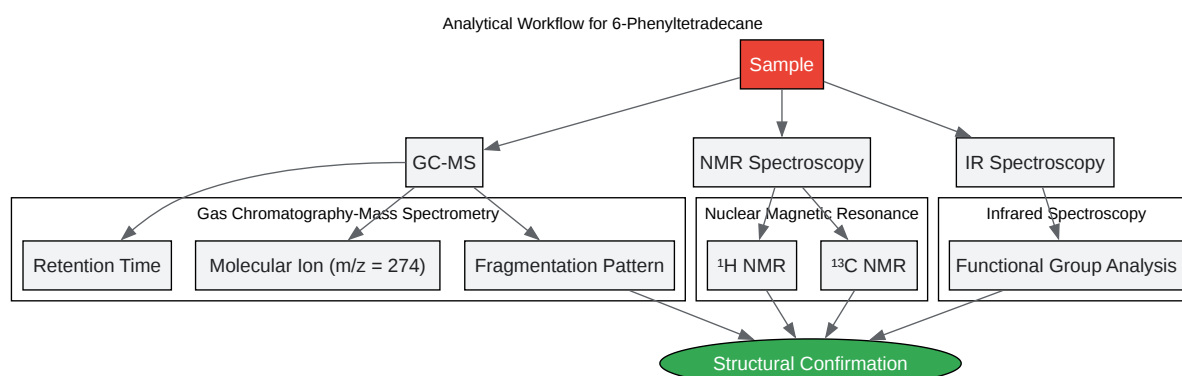 Analytical Workflow for 6-Phenyltetradecane
Sample
GC-MS
NMR Spectroscopy
IR Spectroscopy
Gas Chromatography-Mass Spectrometry
Nuclear Magnetic Resonance
Infrared Spectroscopy
Retention Time
Molecular Ion (m/z = 274)
Fragmentation Pattern
¹H NMR
¹³C NMR
Functional Group Analysis
Structural Confirmation